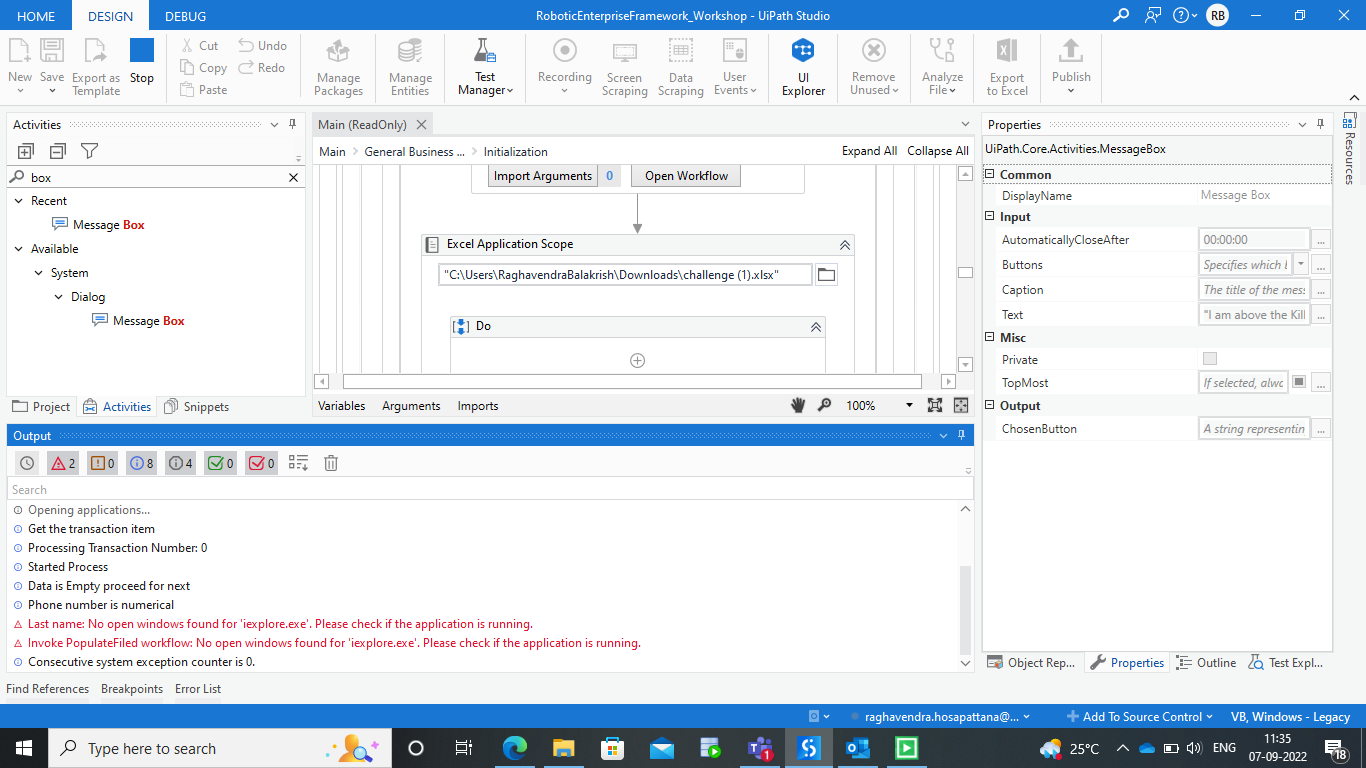 HOME DESIGN DEBUG RoboticEnterpriseFramework_Workshop - UiPath Studio RB
New Save Export as Template Stop Cut Copy Paste Undo Redo Manage Packages Manage Entities Test Manager Recording Screen Scraping Data Scraping User Events UI Explorer Remove Unused Analyze File Export to Excel Publish
Activities
box
Recent
Message Box
Available
System
Dialog
Message Box
Project Activities Snippets
Main (ReadOnly)
Main General Business ... Initialization Expand All Collapse All
Import Arguments 0 Open Workflow
Excel Application Scope
"C:\Users\RaghavendraBalakrish\Downloads\challenge (1).xlsx"
Do
Variables Arguments Imports 100%
Properties
UiPath.Core.Activities.MessageBox
Common
DisplayName Message Box
Input
AutomaticallyCloseAfter 00:00:00 ...
Buttons Specifies which b ...
Caption The title of the mess ...
Text "I am above the Kill ...
Misc
Private
TopMost If selected, alwa ...
Output
ChosenButton A string representin ...
Object Rep... Properties Outline Test Expl...
Resources
Output
2 0 8 4 0 0
Search
Opening applications...
Get the transaction item
Processing Transaction Number: 0
Started Process
Data is Empty proceed for next
Phone number is numerical
Last name: No open windows found for 'iexplore.exe'. Please check if the application is running.
Invoke PopulateFiled workflow: No open windows found for 'iexplore.exe'. Please check if the application is running.
Consecutive system exception counter is 0.
Find References Breakpoints Error List
raghavendra.hosapattana@... Add To Source Control VB, Windows - Legacy
Type here to search 1 25°C ENG 11:35
07-09-2022 18